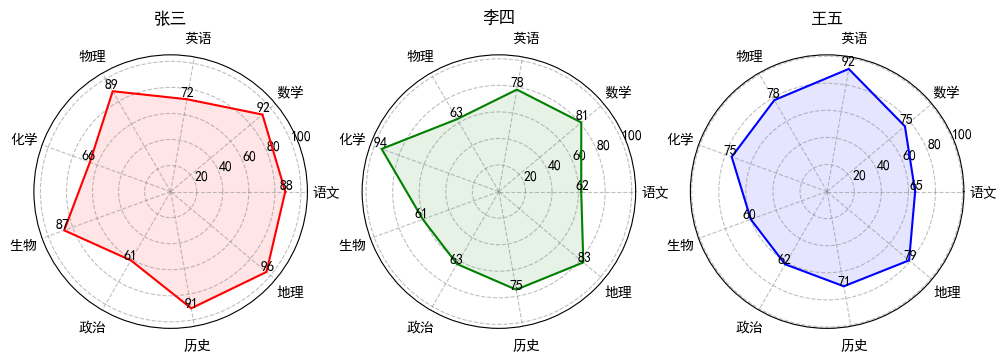 张三
英语
物理
数学
化学
语文
生物
地理
政治
历史
89
72
92
66
88
87
61
96
91
20
40
60
80
100
李四
英语
物理
数学
化学
语文
生物
地理
政治
历史
78
63
81
94
62
61
63
83
75
20
40
60
80
100
王五
英语
物理
数学
化学
语文
生物
地理
政治
历史
92
78
75
75
65
60
62
79
71
20
40
60
80
100